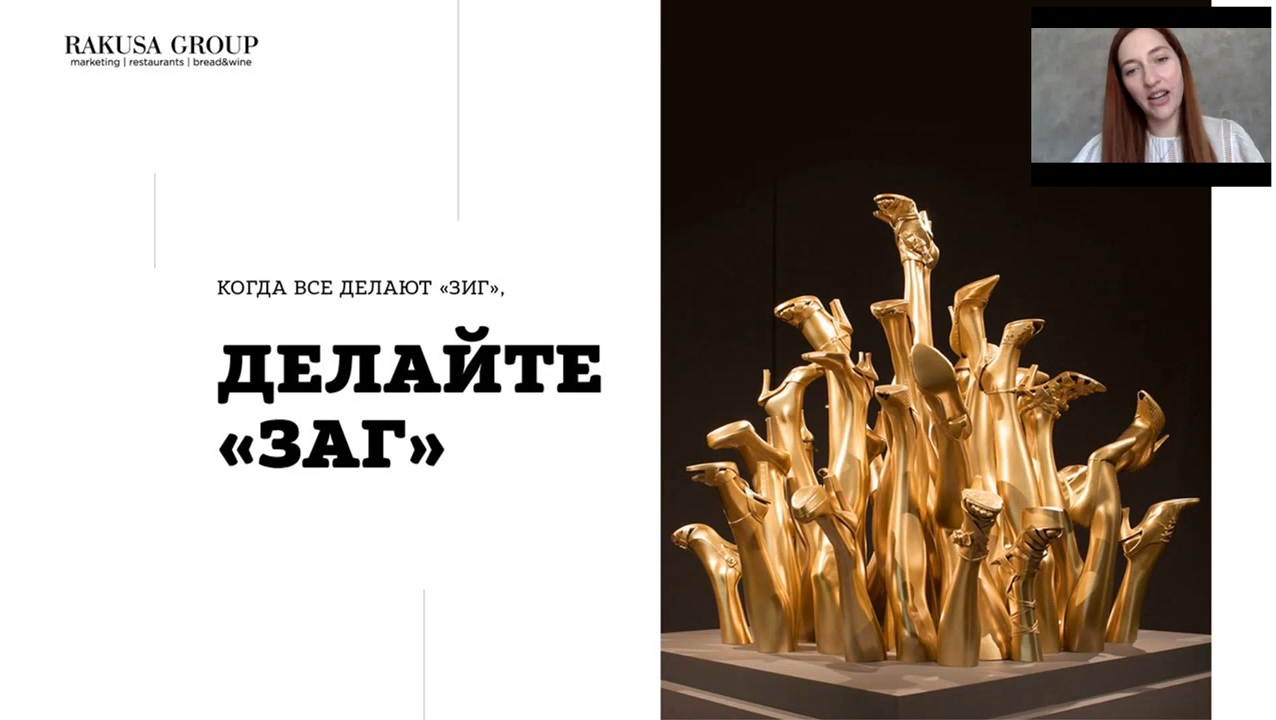 RAKUSA GROUP
marketing | restaurants | bread&wine
КОГДА ВСЕ ДЕЛАЮТ «ЗИГ»,
ДЕЛАЙТЕ
«ЗАГ»